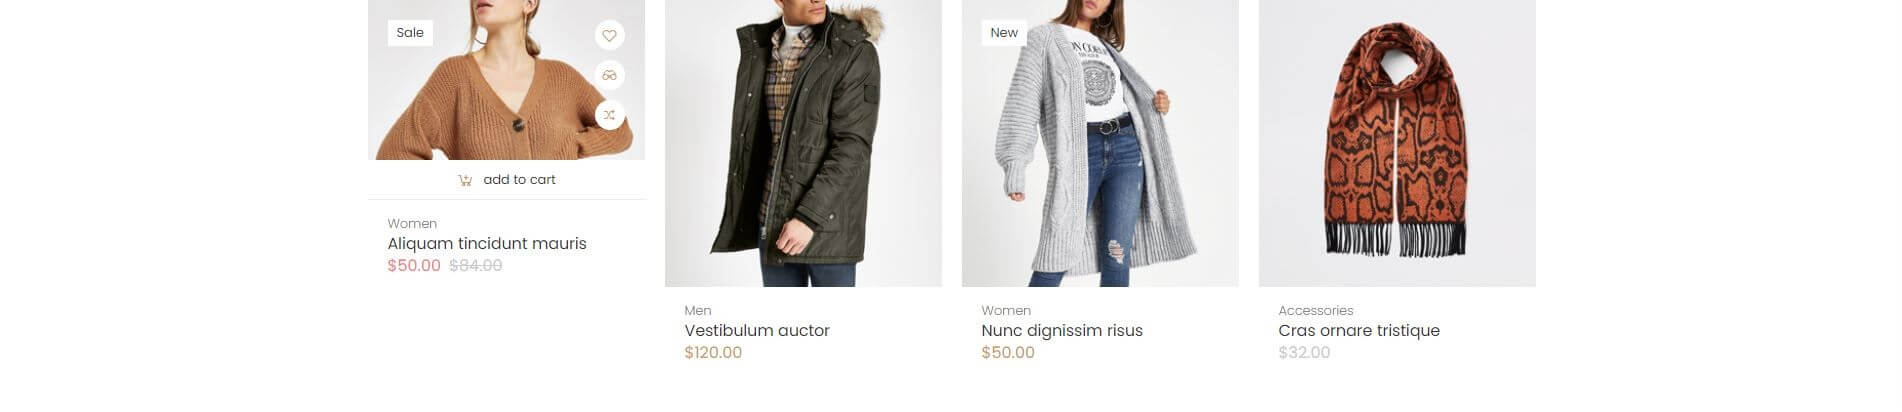 Sale
add to cart
Women
Aliquam tincidunt mauris
$50.00 $84.00
Men
Vestibulum auctor
$120.00
New
Women
Nunc dignissim risus
$50.00
Accessories
Cras ornare tristique
$32.00